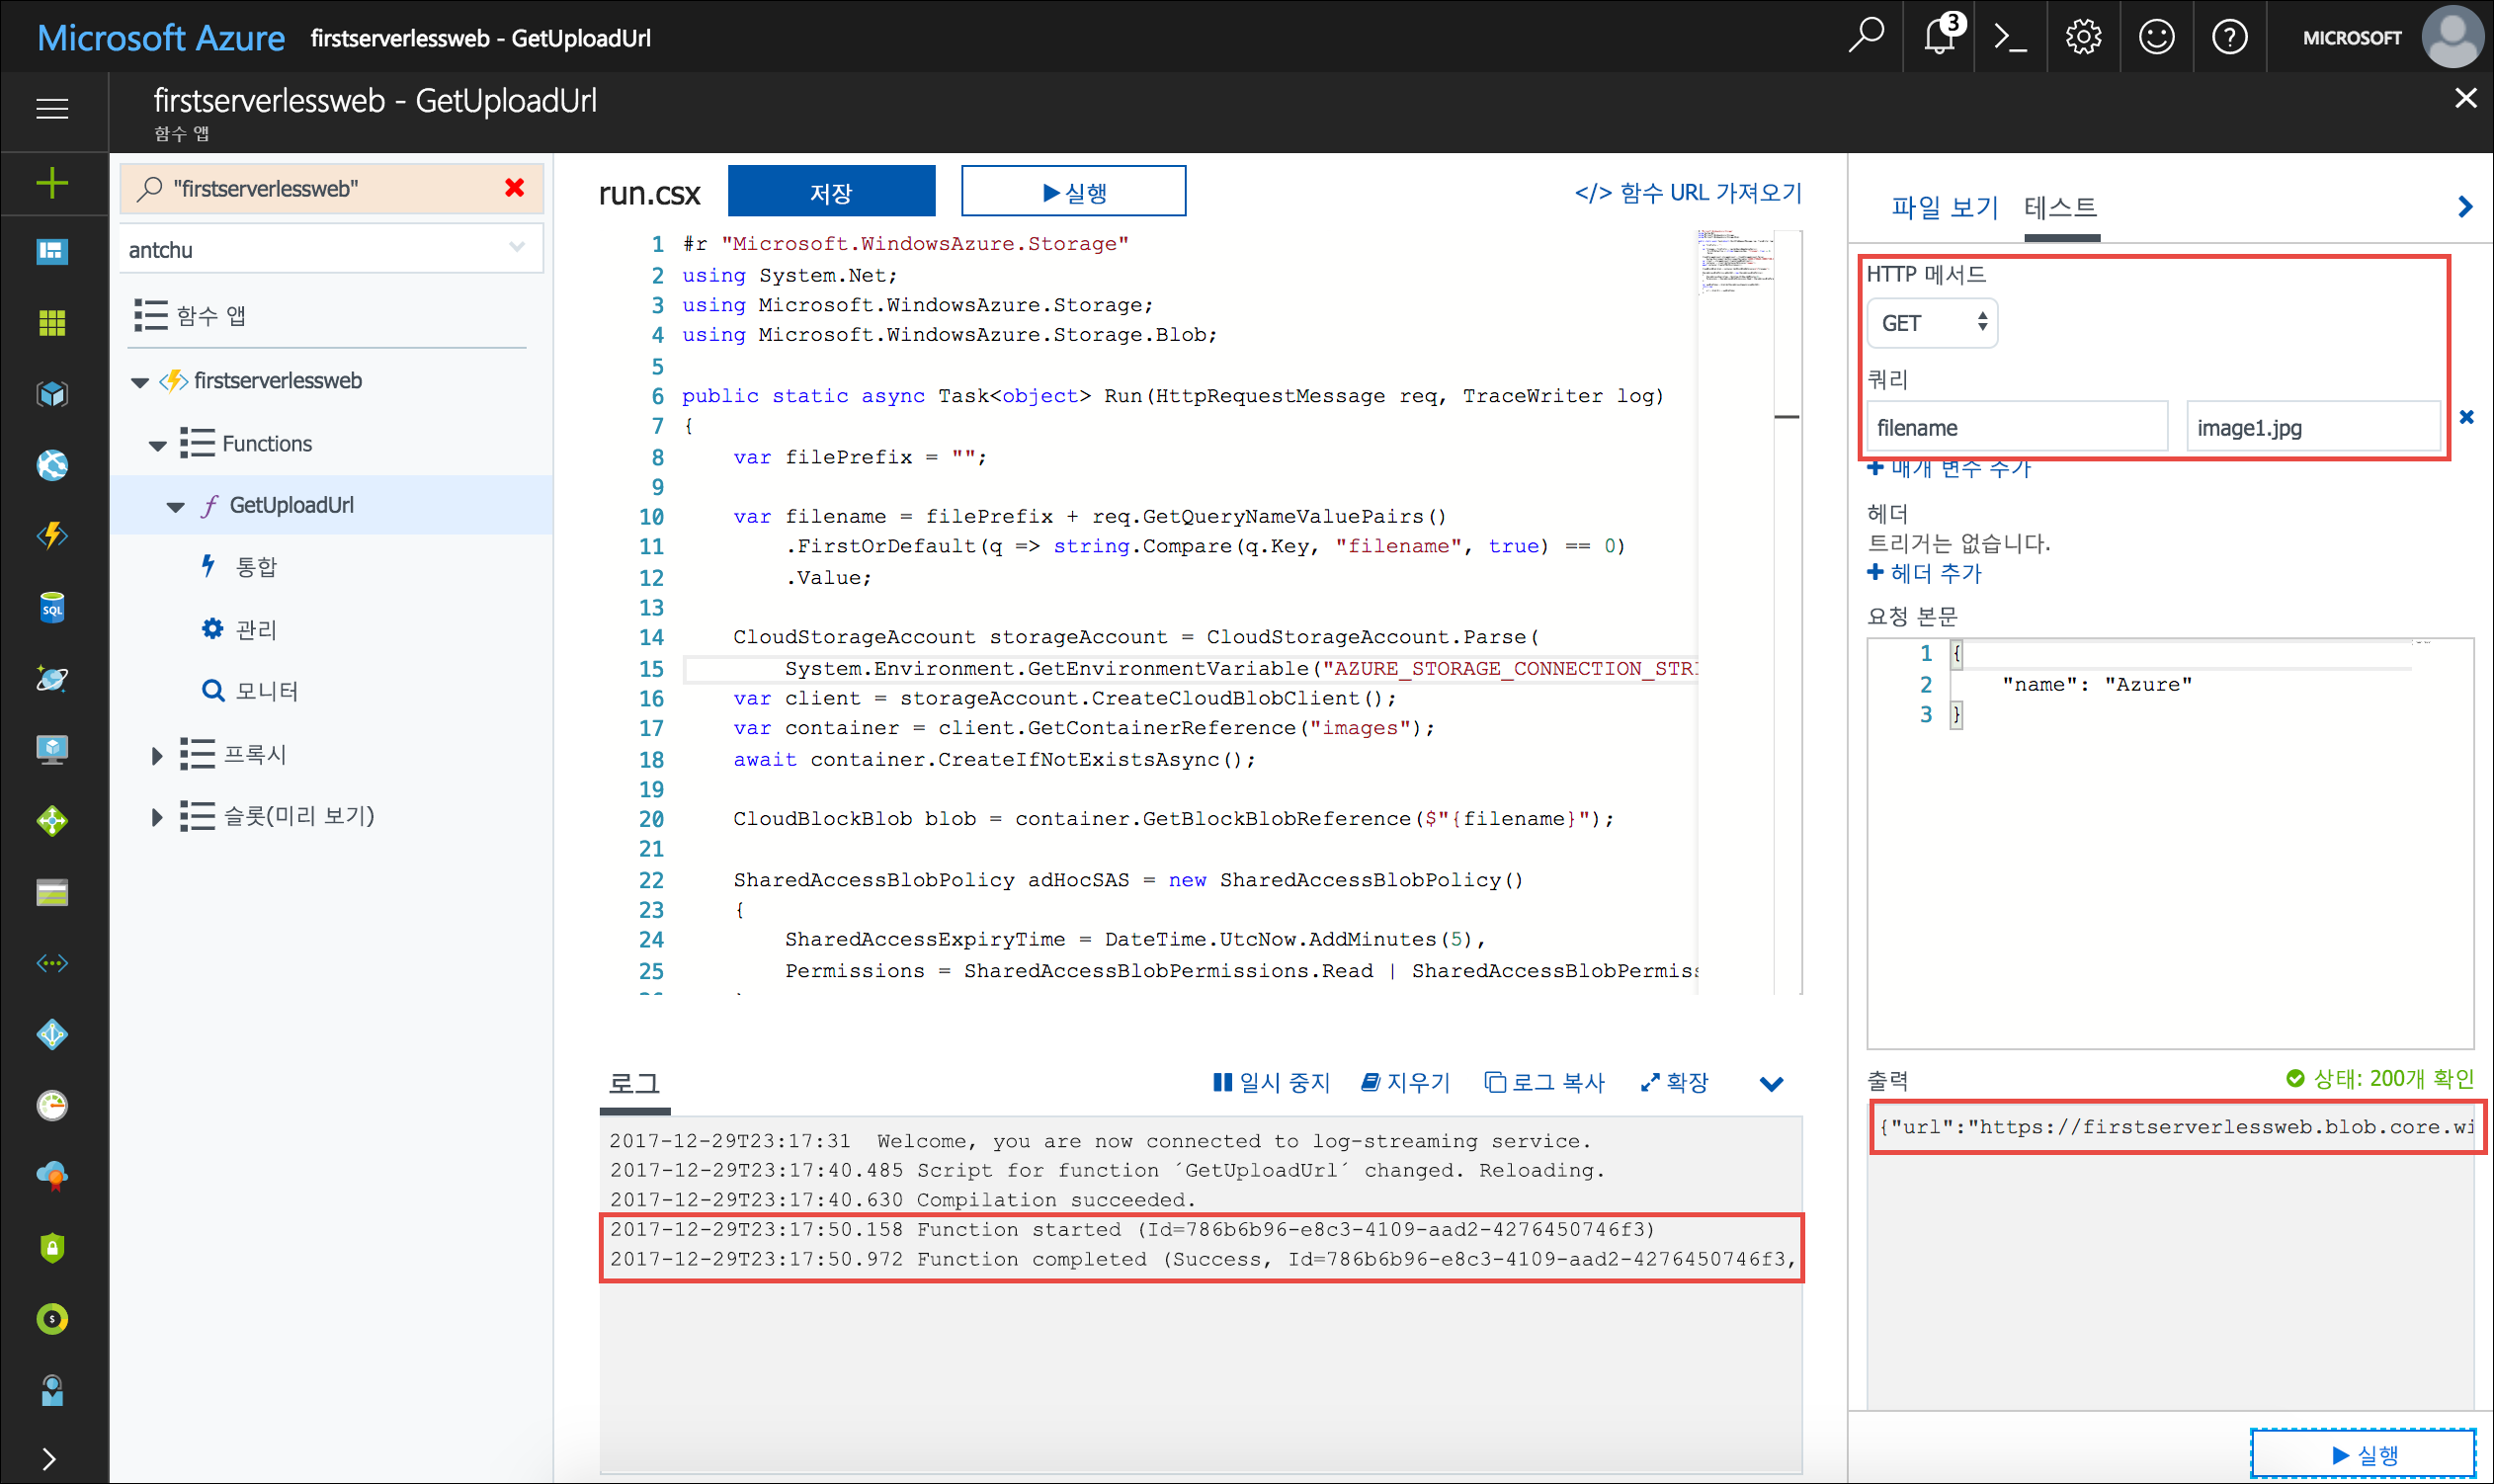 Microsoft Azure firstserverlessweb - GetUploadUrl
3
MICROSOFT
firstserverlessweb - GetUploadUrl
함수 앱
"firstserverlessweb"
antchu
함수 앱
firstserverlessweb
Functions
GetUploadUrl
통합
관리
모니터
프록시
슬롯(미리 보기)
SQL
run.csx
저장
실행
</> 함수 URL 가져오기
1 #r "Microsoft.WindowsAzure.Storage"
2 using System.Net;
3 using Microsoft.WindowsAzure.Storage;
4 using Microsoft.WindowsAzure.Storage.Blob;
5
6 public static async Task<object> Run(HttpRequestMessage req, TraceWriter log)
7 {
8 var filePrefix = "";
9
10 var filename = filePrefix + req.GetQueryNameValuePairs()
11 .FirstOrDefault(q => string.Compare(q.Key, "filename", true) == 0)
12 .Value;
13
14 CloudStorageAccount storageAccount = CloudStorageAccount.Parse(
15 System.Environment.GetEnvironmentVariable("AZURE_STORAGE_CONNECTION_STRI
16 var client = storageAccount.CreateCloudBlobClient();
17 var container = client.GetContainerReference("images");
18 await container.CreateIfNotExistsAsync();
19
20 CloudBlockBlob blob = container.GetBlockBlobReference($"{filename}");
21
22 SharedAccessBlobPolicy adHocSAS = new SharedAccessBlobPolicy()
23 {
24 SharedAccessExpiryTime = DateTime.UtcNow.AddMinutes(5),
25 Permissions = SharedAccessBlobPermissions.Read | SharedAccessBlobPermiss
로그
일시 중지 지우기 로그 복사 확장
2017-12-29T23:17:31 Welcome, you are now connected to log-streaming service.
2017-12-29T23:17:40.485 Script for function ´GetUploadUrl´ changed. Reloading.
2017-12-29T23:17:40.630 Compilation succeeded.
2017-12-29T23:17:50.158 Function started (Id=786b6b96-e8c3-4109-aad2-4276450746f3)
2017-12-29T23:17:50.972 Function completed (Success, Id=786b6b96-e8c3-4109-aad2-4276450746f3,
파일 보기 테스트
HTTP 메서드
GET
쿼리
filename image1.jpg
매개 변수 추가
헤더
트리거는 없습니다.
헤더 추가
요청 본문
1 {
2 "name": "Azure"
3 }
출력
상태: 200개 확인
{"url":"https://firstserverlessweb.blob.core.wi
실행